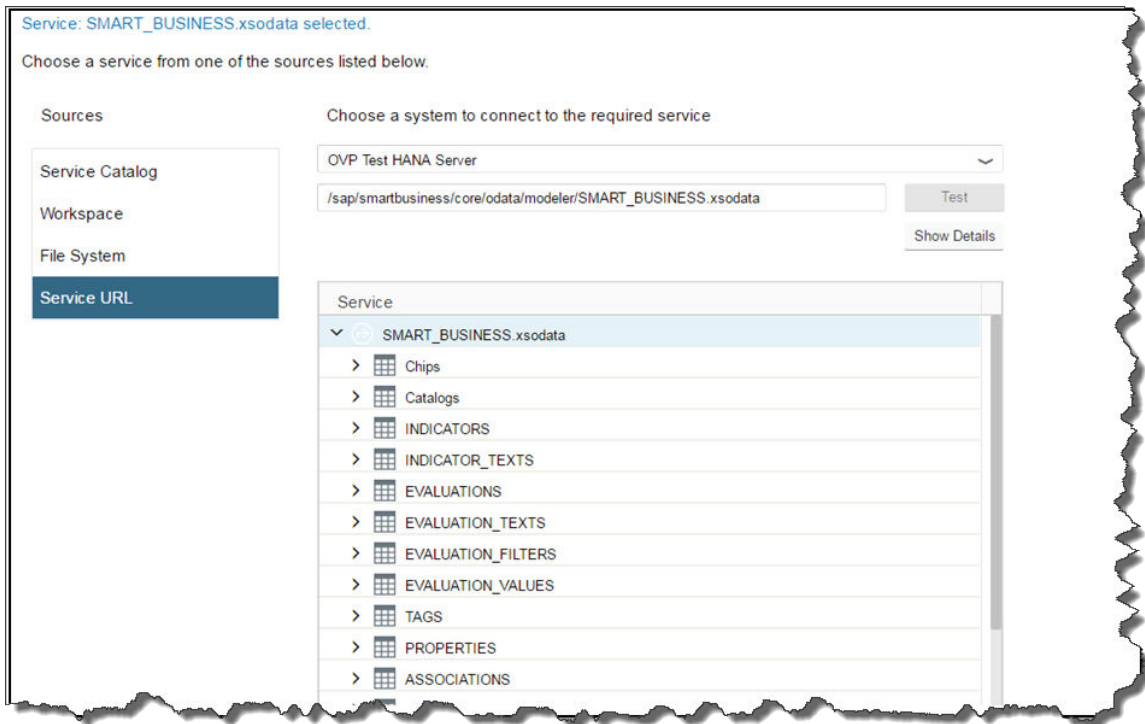 Service: SMART_BUSINESS.xsodata selected.
Choose a service from one of the sources listed below.
Sources
Service Catalog
Workspace
File System
Service URL
Choose a system to connect to the required service
OVP Test HANA Server
/sap/smartbusiness/core/odata/modeler/SMART_BUSINESS.xsodata
Test
Show Details
Service
SMART_BUSINESS.xsodata
Chips
Catalogs
INDICATORS
INDICATOR_TEXTS
EVALUATIONS
EVALUATION_TEXTS
EVALUATION_FILTERS
EVALUATION_VALUES
TAGS
PROPERTIES
ASSOCIATIONS